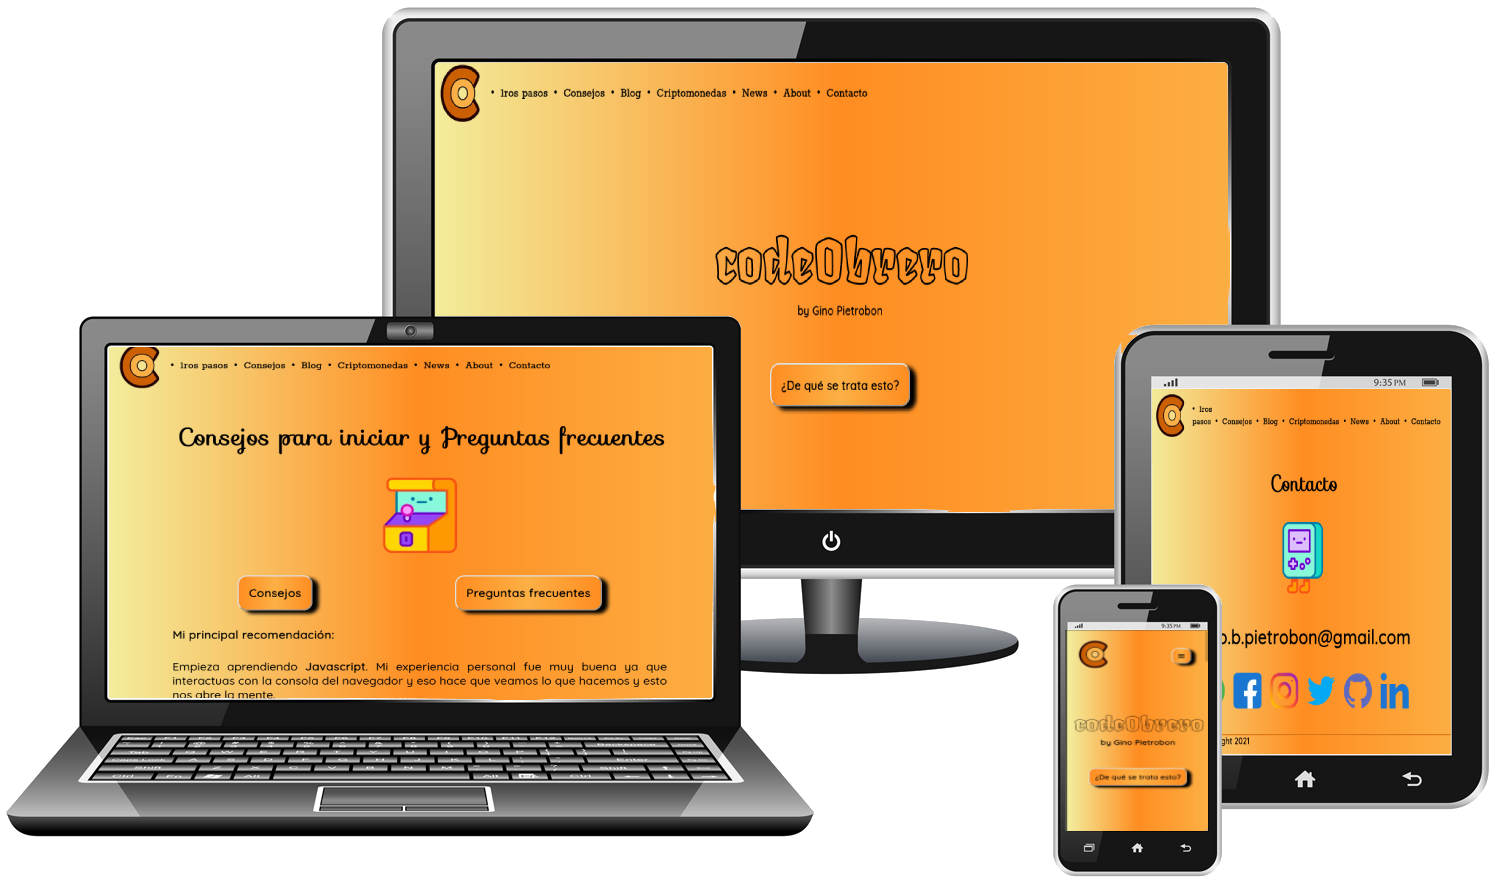 • 1ros pasos • Consejos • Blog • Criptomonedas • News • About • Contacto
codeObrero
by Gino Pietrobon
¿De qué se trata esto?
• 1ros pasos • Consejos • Blog • Criptomonedas • News • About • Contacto
Consejos para iniciar y Preguntas frecuentes
Consejos
Preguntas frecuentes
Mi principal recomendación:
Empieza aprendiendo Javascript. Mi experiencia personal fue muy buena ya que
interactuas con la consola del navegador y eso hace que veamos lo que hacemos y esto
nos abre la mente.
9:35 PM
• 1ros
pasos • Consejos • Blog • Criptomonedas • News • About • Contacto
Contacto
o.b.pietrobon@gmail.com
ght 2021
9:35 PM
codeObrero
by Gino Pietrobon
¿De qué se trata esto?